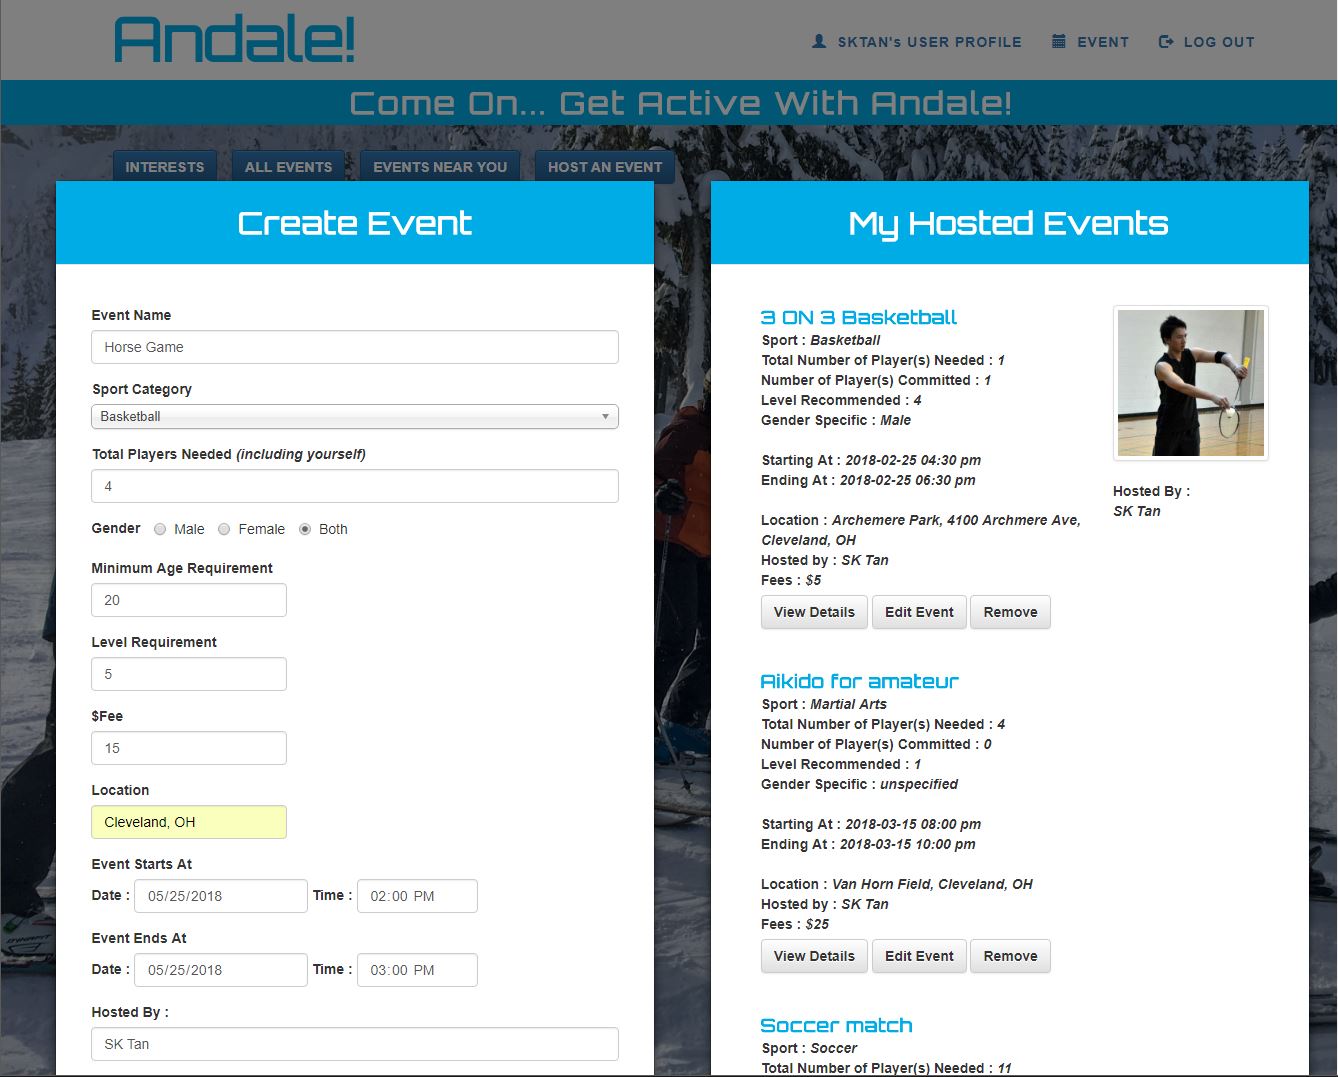 Andale!
SKTAN's USER PROFILE
EVENT
LOG OUT
Come On... Get Active With Andale!
INTERESTS
ALL EVENTS
EVENTS NEAR YOU
HOST AN EVENT
Create Event
Event Name
Horse Game
Sport Category
Basketball
Total Players Needed (including yourself)
4
Gender Male Female Both
Minimum Age Requirement
20
Level Requirement
5
$Fee
15
Location
Cleveland, OH
Event Starts At
Date : 05/25/2018 Time : 02:00 PM
Event Ends At
Date : 05/25/2018 Time : 03:00 PM
Hosted By :
SK Tan
My Hosted Events
3 ON 3 Basketball
Sport : Basketball
Total Number of Player(s) Needed : 1
Number of Player(s) Committed : 1
Level Recommended : 4
Gender Specific : Male
Starting At : 2018-02-25 04:30 pm
Ending At : 2018-02-25 06:30 pm
Location : Archemere Park, 4100 Archmere Ave,
Cleveland, OH
Hosted by : SK Tan
Fees : $5
View Details Edit Event Remove
Hosted By :
SK Tan
Aikido for amateur
Sport : Martial Arts
Total Number of Player(s) Needed : 4
Number of Player(s) Committed : 0
Level Recommended : 1
Gender Specific : unspecified
Starting At : 2018-03-15 08:00 pm
Ending At : 2018-03-15 10:00 pm
Location : Van Horn Field, Cleveland, OH
Hosted by : SK Tan
Fees : $25
View Details Edit Event Remove
Soccer match
Sport : Soccer
Total Number of Player(s) Needed : 11